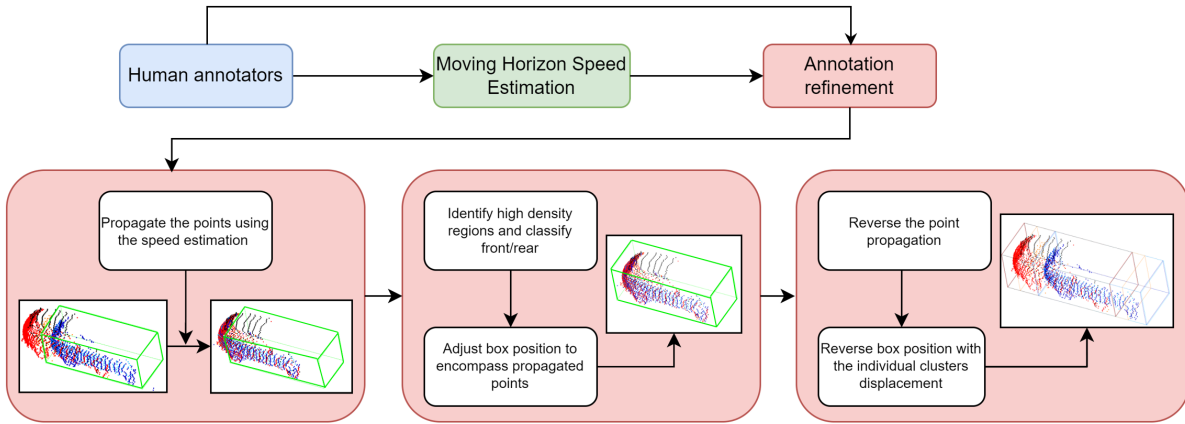 Human annotators
Moving Horizon Speed
Estimation
Annotation
refinement
Propagate the points using
the speed estimation
Identify high density
regions and classify
front/rear
Adjust box position to
encompass propagated
points
Reverse the point
propagation
Reverse box position with
the individual clusters
displacement